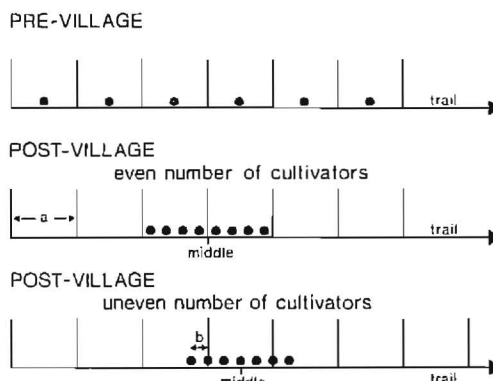 PRE-VILLAGE
trail
POST-VILLAGE
even number of cultivators
a
trail
middle
POST-VILLAGE
uneven number of cultivators
b
middle
trail